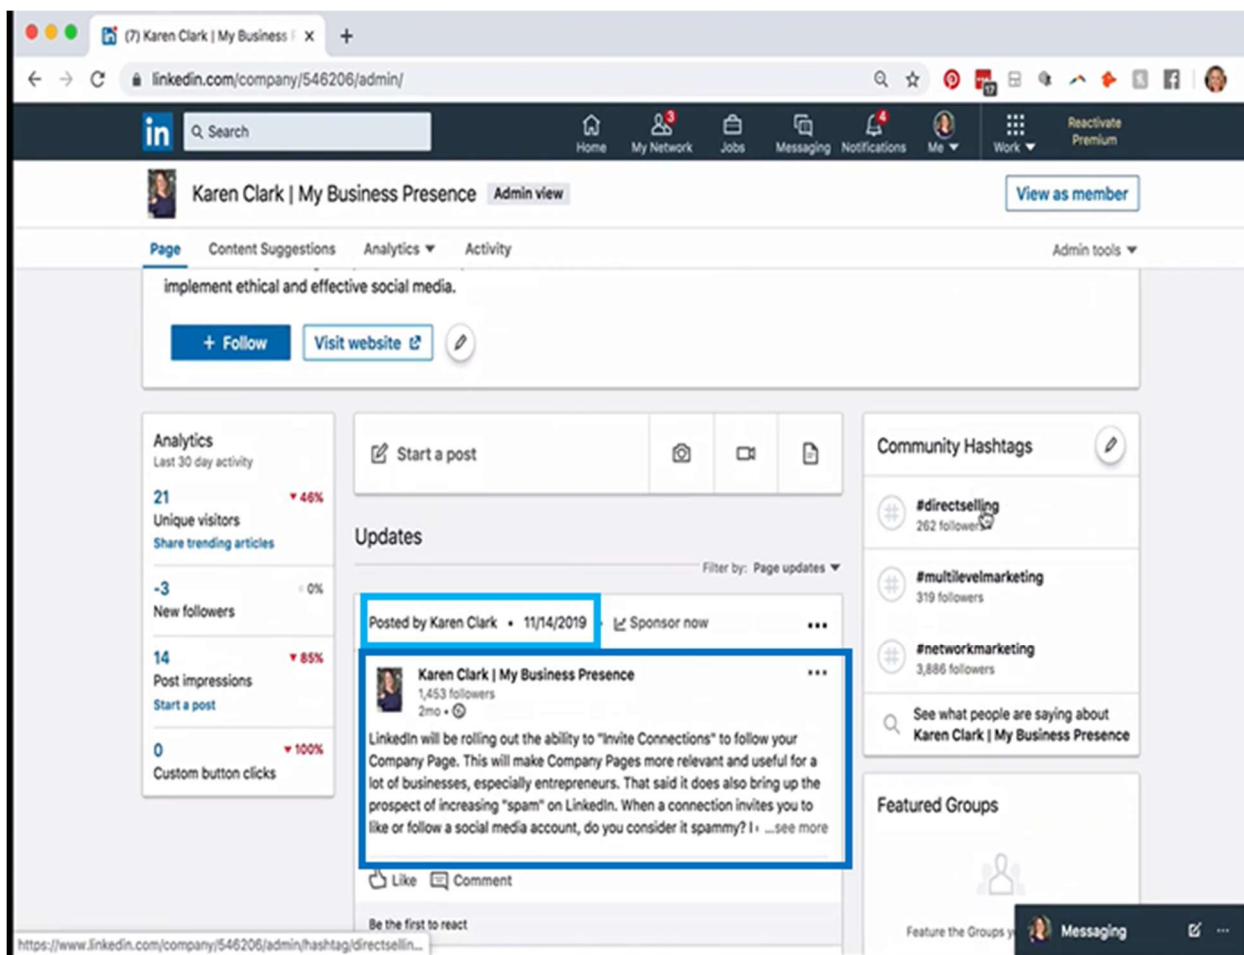 (7) Karen Clark | My Business P
linkedin.com/company/546206/admin/
17
in
Search
Home
3
My Network
Jobs
Messaging
4
Notifications
Me
Work
Reactivate
Premium
Karen Clark | My Business Presence Admin view
View as member
Page Content Suggestions Analytics Activity
Admin tools
implement ethical and effective social media.
+ Follow
Visit website
Analytics
Last 30 day activity
21 46%
Unique visitors
Share trending articles
-3 0%
New followers
14 85%
Post impressions
Start a post
0 100%
Custom button clicks
Start a post
Updates
Filter by: Page updates
Posted by Karen Clark • 11/14/2019 • Sponsor now
Karen Clark | My Business Presence
1,453 followers
2mo •
LinkedIn will be rolling out the ability to "Invite Connections" to follow your
Company Page. This will make Company Pages more relevant and useful for a
lot of businesses, especially entrepreneurs. That said it does also bring up the
prospect of increasing "spam" on LinkedIn. When a connection invites you to
like or follow a social media account, do you consider it spammy? I ...see more
Like Comment
Be the first to react
Community Hashtags
#directselling
262 followers
#multilevelmarketing
319 followers
#networkmarketing
3,886 followers
See what people are saying about
Karen Clark | My Business Presence
Featured Groups
Feature the Groups y
Messaging
https://www.linkedin.com/company/546206/admin/hashtag/directsellin...